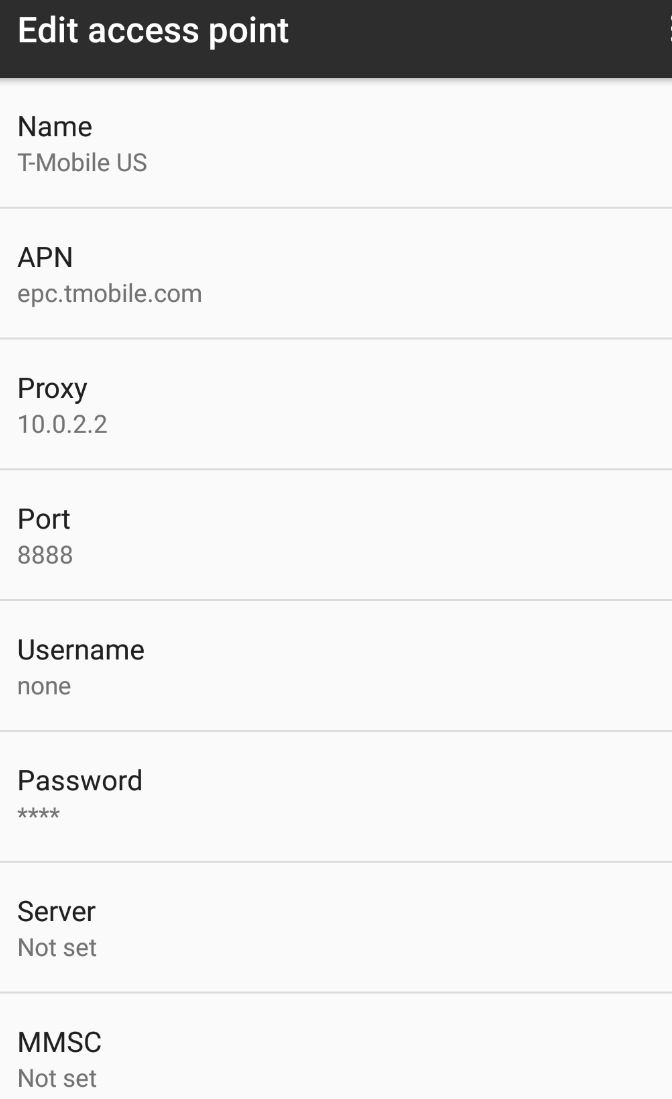 Edit access point
Name
T-Mobile US
APN
epc.tmobile.com
Proxy
10.0.2.2
Port
8888
Username
none
Password
****
Server
Not set
MMSC
Not set